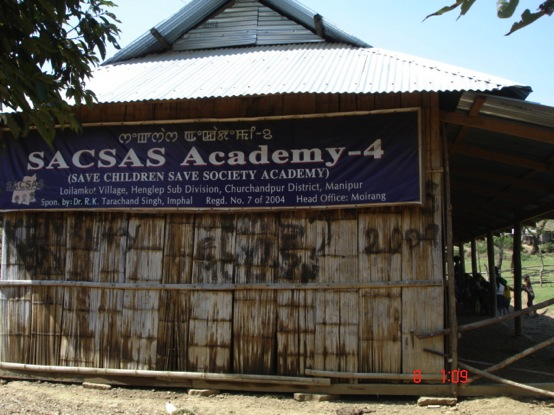 SACSAS Academy-4
(SAVE CHILDREN SAVE SOCIETY ACADEMY)
Loilamkot Village, Henglep Sub Division, Churchandpur District, Manipur
Spon. by: Dr. R.K. Tarachand Singh, Imphal Regd. No. 7 of 2004 Head Office: Moirang
SACSAS
8 1:09